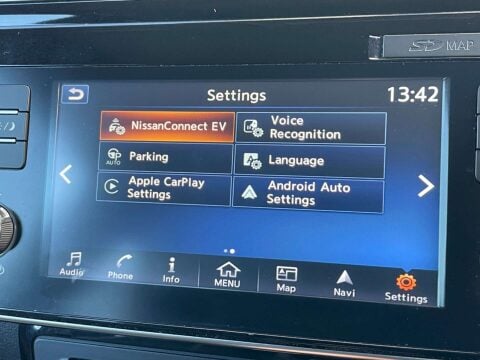 SD MAP
Settings
13:42
NissanConnect EV
Voice
Recognition
AUTO
Parking
Language
Apple CarPlay
Settings
Android Auto
Settings
Audio
Phone
Info
MENU
Map
Navi
Settings